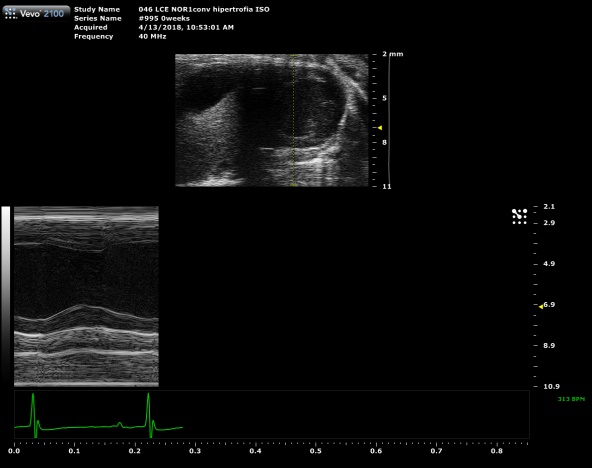 Vevo 2100
Study Name 046 LCE NOR1conv hipertrofia ISO
Series Name #995 0weeks
Acquired 4/13/2018, 10:53:01 AM
Frequency 40 MHz
2 mm
5
8
11
2.1
2.9
4.9
6.9
8.9
10.9
313 BPM
0.0 0.1 0.2 0.3 0.4 0.5 0.6 0.7 0.8